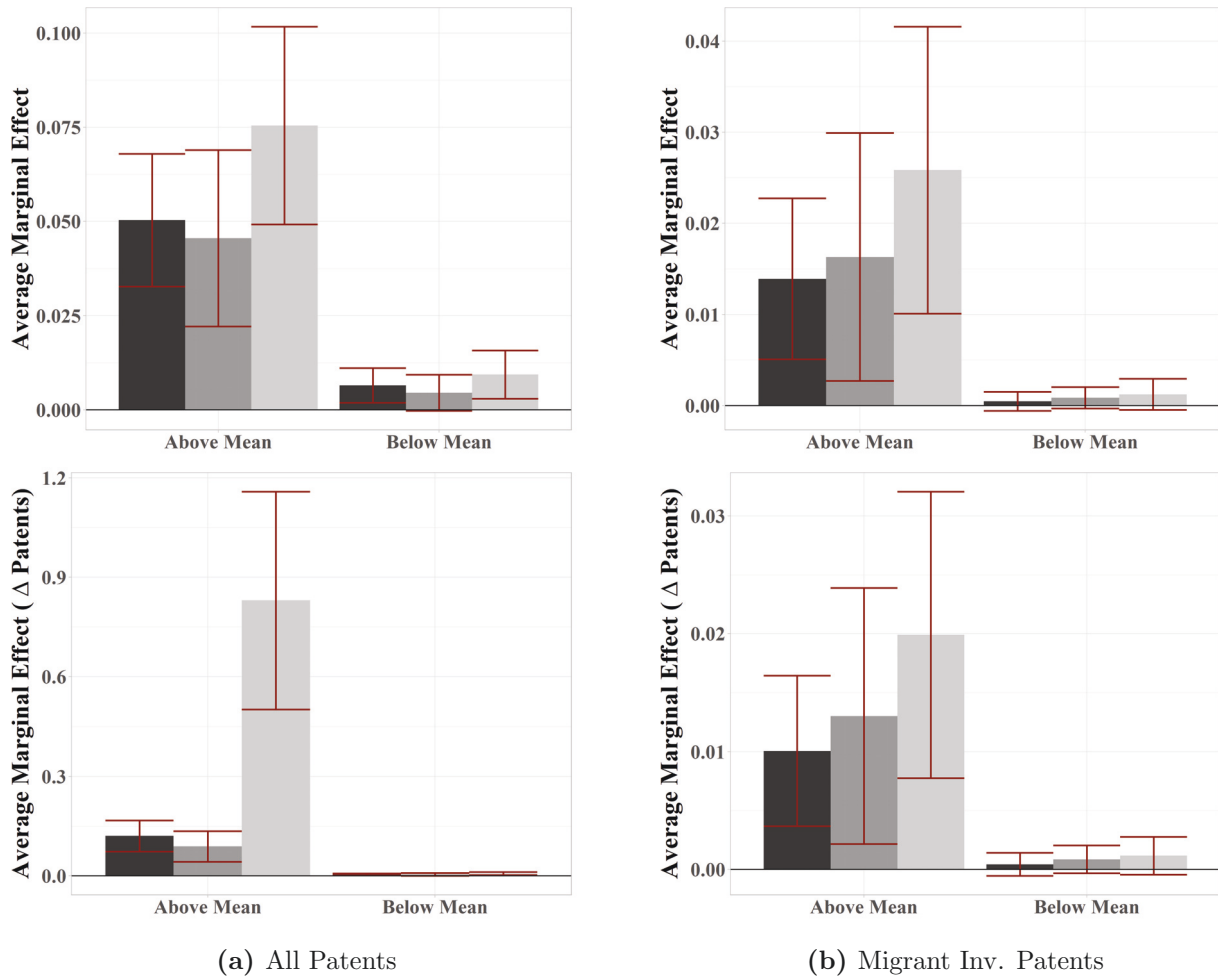 Average Marginal Effect
0.100
0.075
0.050
0.025
0.000
Above Mean
Below Mean
Average Marginal Effect
0.04
0.03
0.02
0.01
0.00
Above Mean
Below Mean
Average Marginal Effect ( Δ Patents)
1.2
0.9
0.6
0.3
0.0
Above Mean
Below Mean
Average Marginal Effect ( Δ Patents)
0.03
0.02
0.01
0.00
Above Mean
Below Mean
(a) All Patents
(b) Migrant Inv. Patents